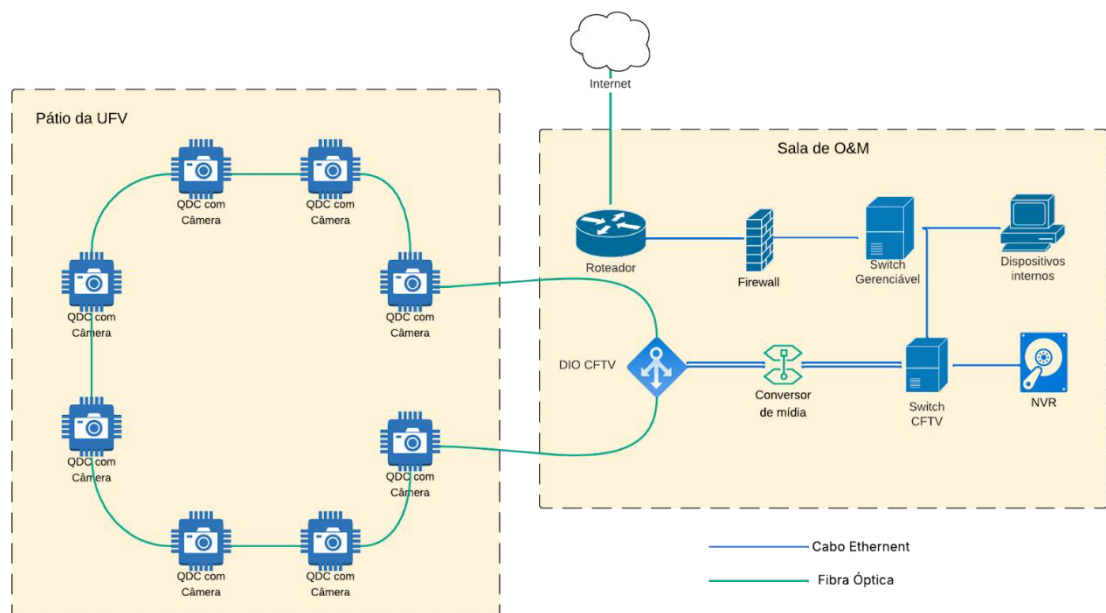 Internet
Pátio da UFV
QDC com
Câmera
QDC com
Câmera
QDC com
Câmera
QDC com
Câmera
QDC com
Câmera
QDC com
Câmera
QDC com
Câmera
QDC com
Câmera
Sala de O&M
Roteador
Firewall
Switch
Gerenciável
Dispositivos
internos
DIO CFTV
Conversor
de mídia
Switch
CFTV
NVR
Cabo Ethernent
Fibra Óptica